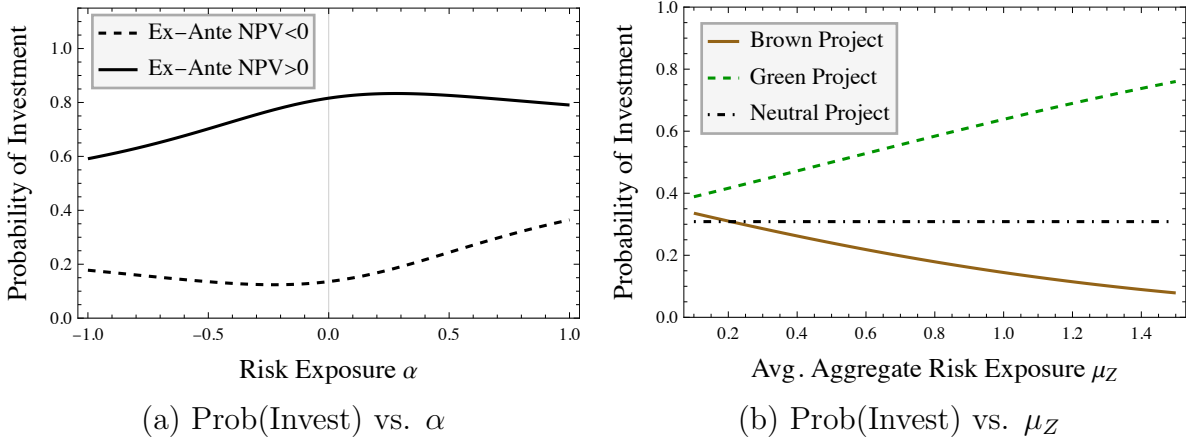 Probability of Investment
1.0
0.8
0.6
0.4
0.2
0.0
Ex-Ante NPV<0
Ex-Ante NPV>0
-1.0 -0.5 0.0 0.5 1.0
Risk Exposure α
(a) Prob(Invest) vs. α
Probability of Investment
1.0
0.8
0.6
0.4
0.2
0.0
Brown Project
Green Project
Neutral Project
0.2 0.4 0.6 0.8 1.0 1.2 1.4
Avg. Aggregate Risk Exposure μ_Z
(b) Prob(Invest) vs. μ_Z